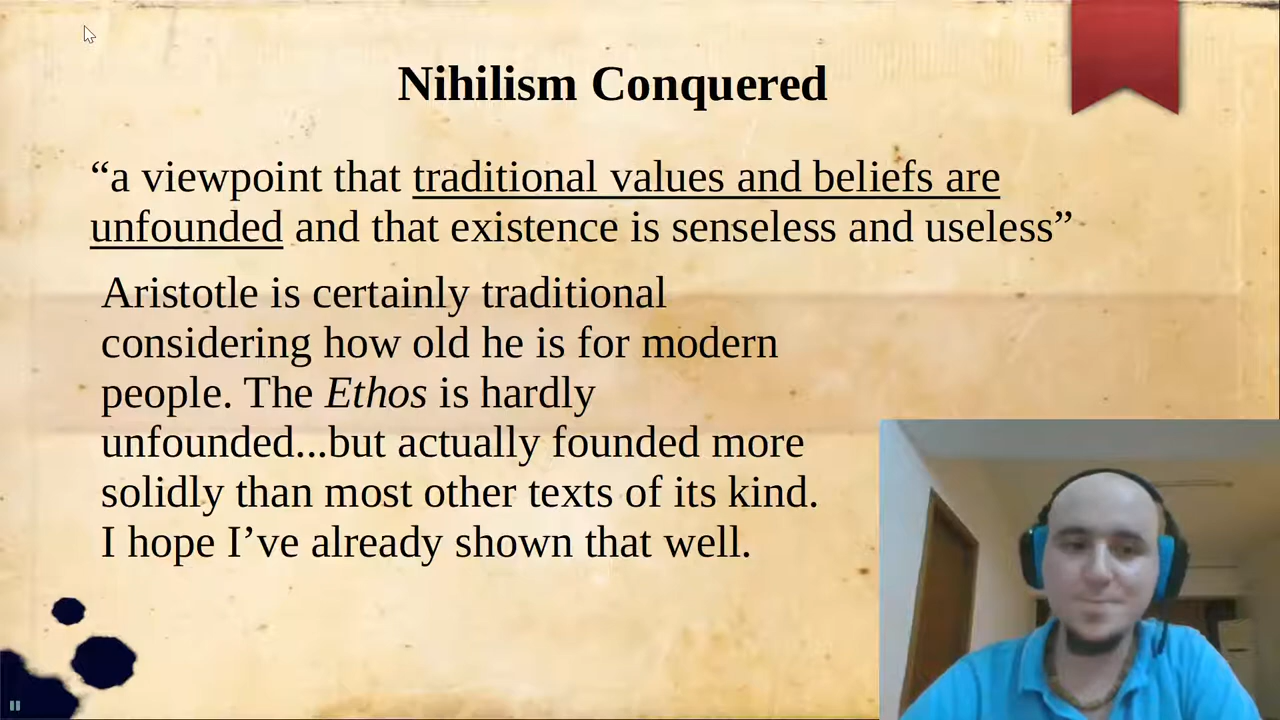 Nihilism Conquered
“a viewpoint that traditional values and beliefs are
unfounded and that existence is senseless and useless”
Aristotle is certainly traditional
considering how old he is for modern
people. The Ethos is hardly
unfounded...but actually founded more
solidly than most other texts of its kind.
I hope I’ve already shown that well.